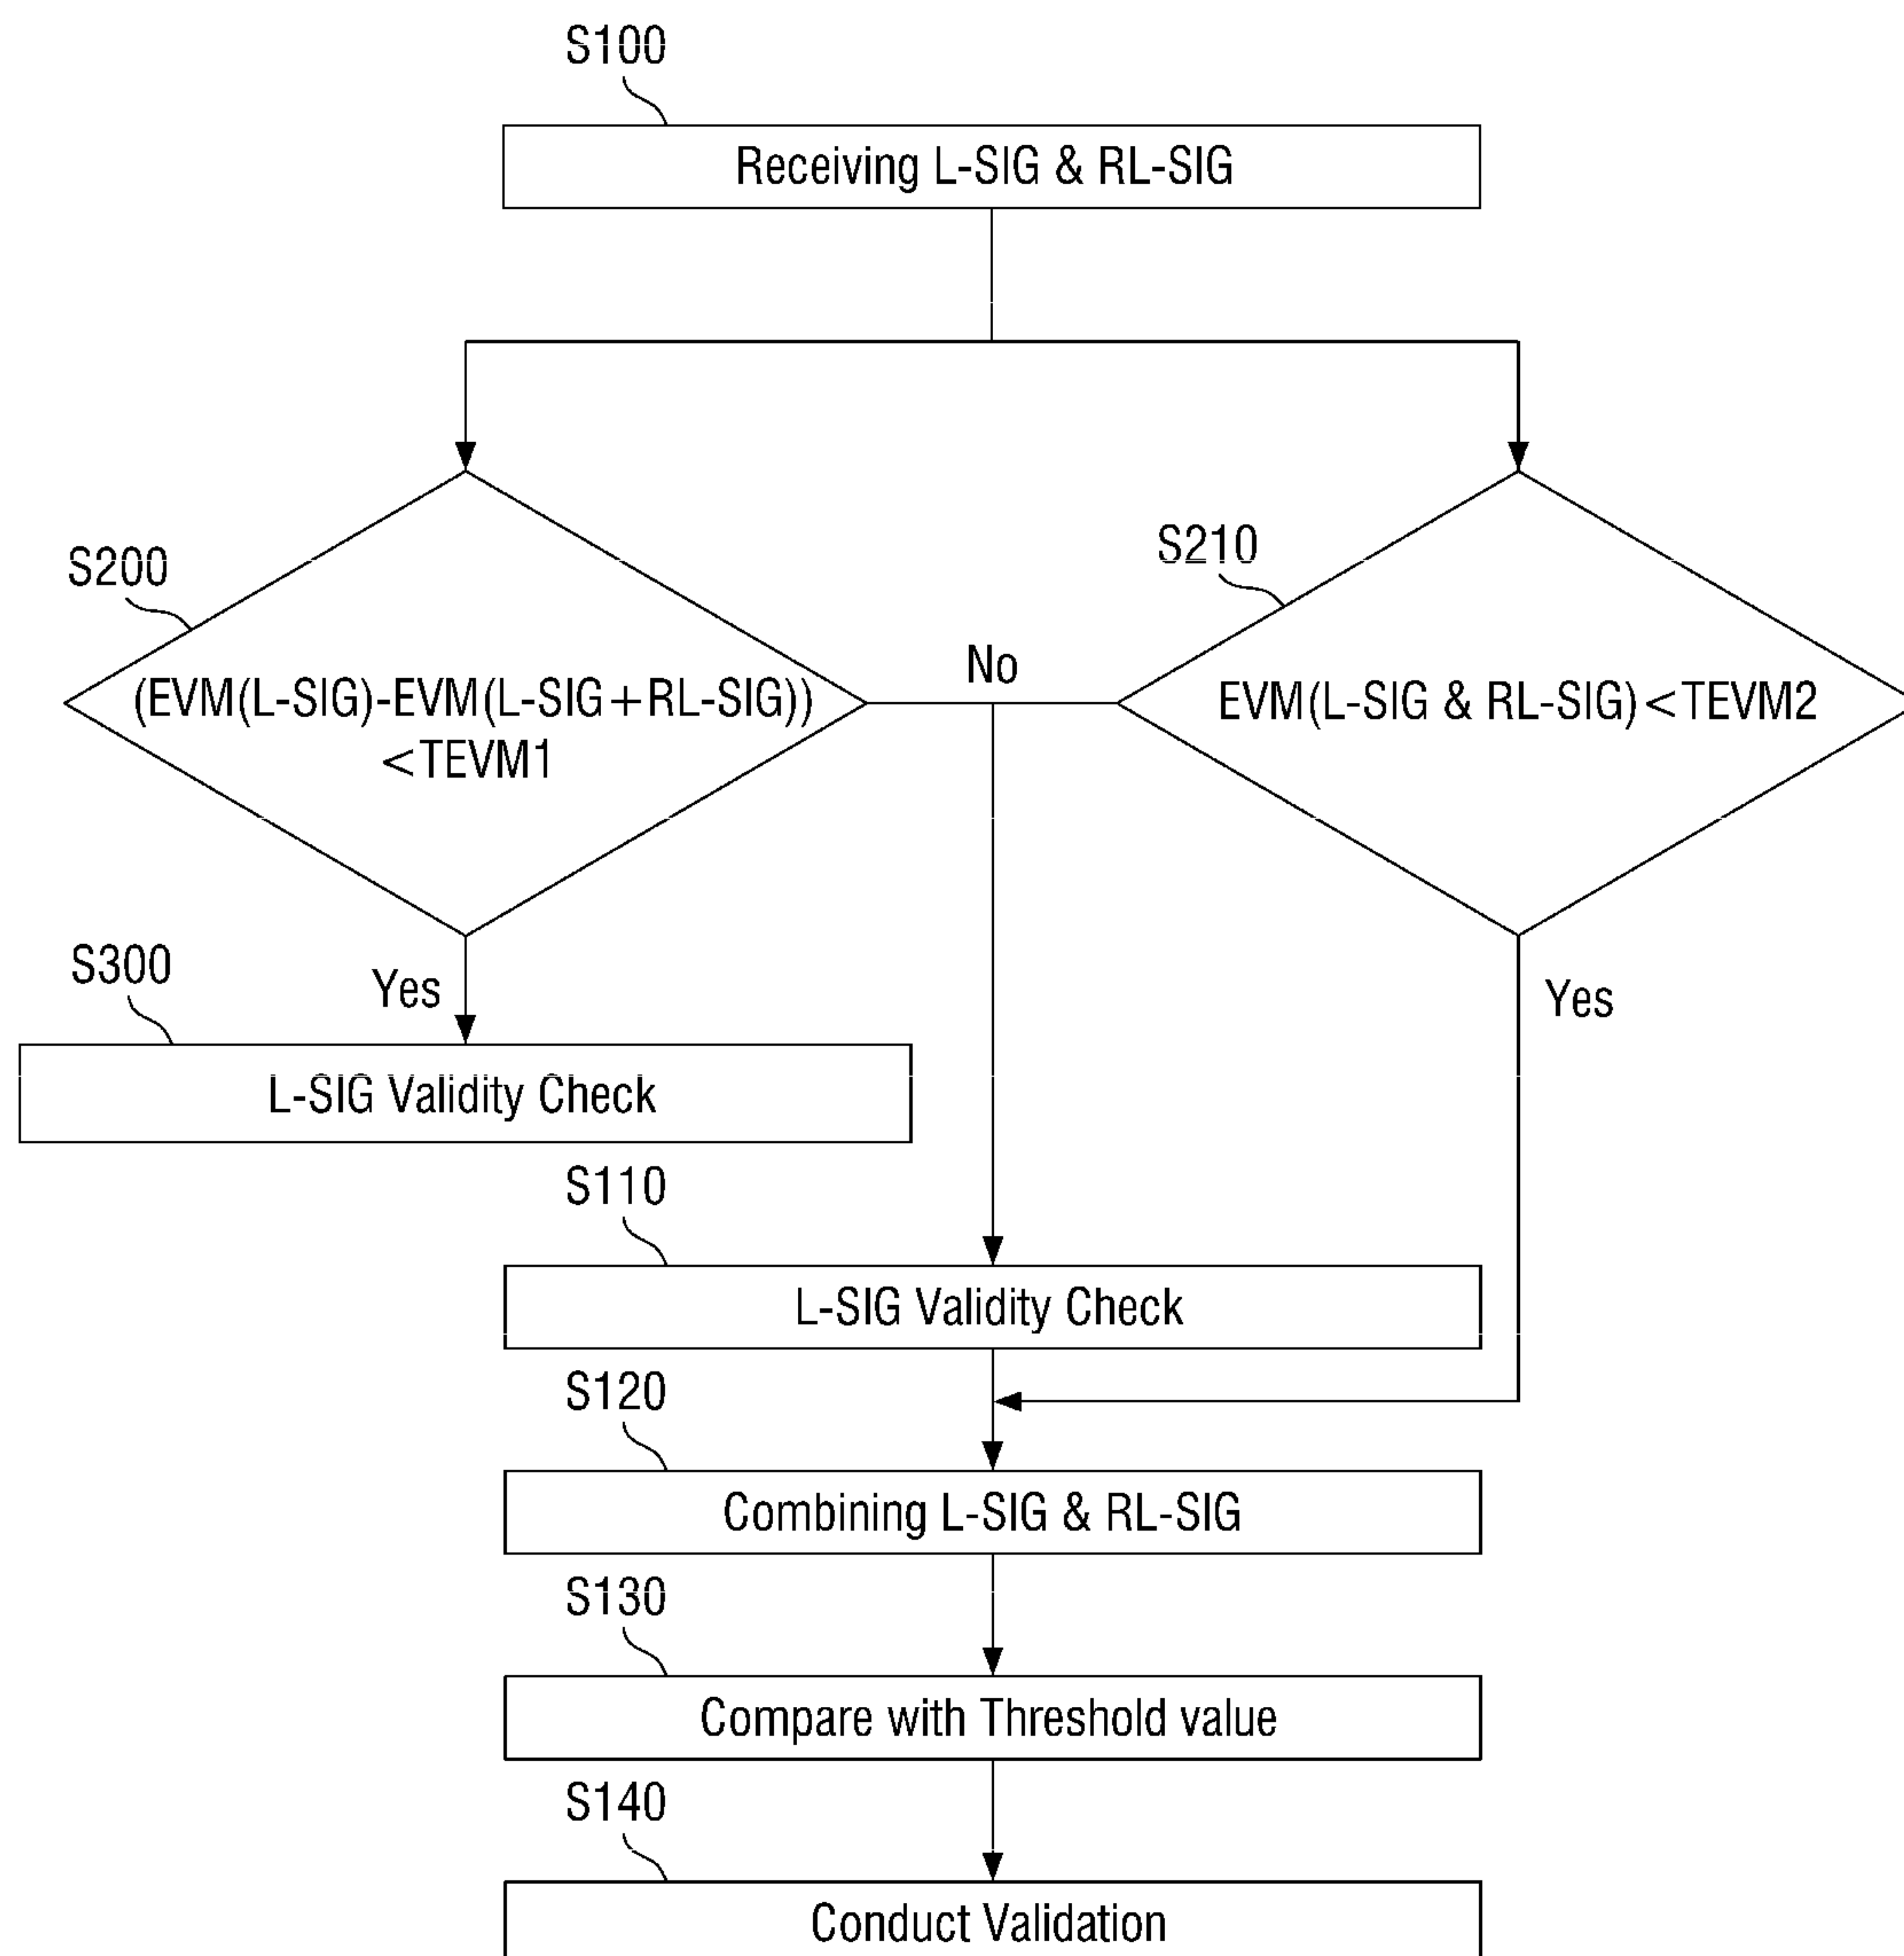 S100
Receiving L-SIG & RL-SIG
S200
(EVM(L-SIG)-EVM(L-SIG+RL-SIG))
<TEVM1
No
S210
EVM(L-SIG & RL-SIG)<TEVM2
S300
Yes
Yes
L-SIG Validity Check
S110
L-SIG Validity Check
S120
Combining L-SIG & RL-SIG
S130
Compare with Threshold value
S140
Conduct Validation